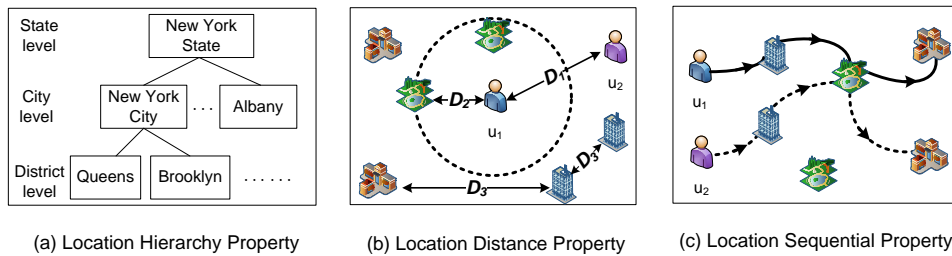 State
level
New York
State
City
level
New York
City
. . .
Albany
District
level
Queens
Brooklyn
. . . . . .
(a) Location Hierarchy Property
D1
u2
D2
u1
D3
D3
(b) Location Distance Property
u1
u2
(c) Location Sequential Property